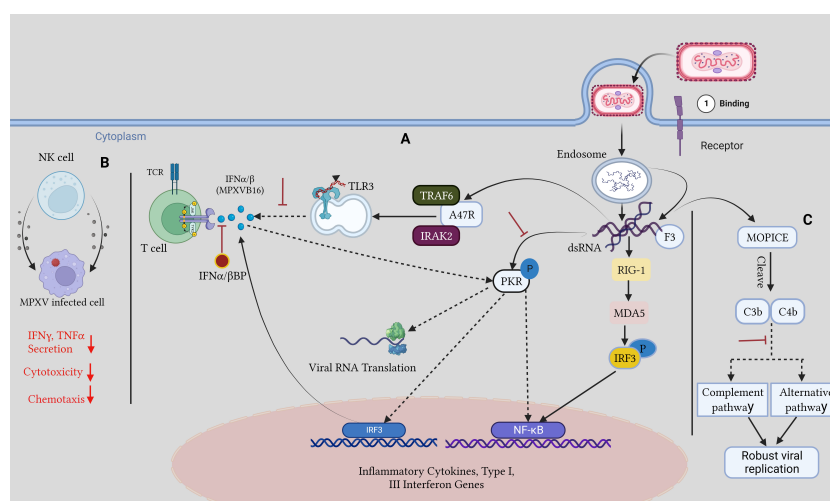 1 Binding
Cytoplasm
Receptor
A
B
C
NK cell
MPXV infected cell
IFNγ, TNFα
Secretion
Cytotoxicity
Chemotaxis
TCR
T cell
IFNα/β
(MPXVB16)
IFNα/βBP
TLR3
TRAF6
A47R
IRAK2
Endosome
dsRNA
F3
PKR
P
RIG-1
MDA5
IRF3
P
Viral RNA Translation
IRF3
NF-κB
Inflammatory Cytokines, Type I,
III Interferon Genes
MOPICE
Cleave
C3b
C4b
Complement
pathway
Alternative
pathway
Robust viral
replication